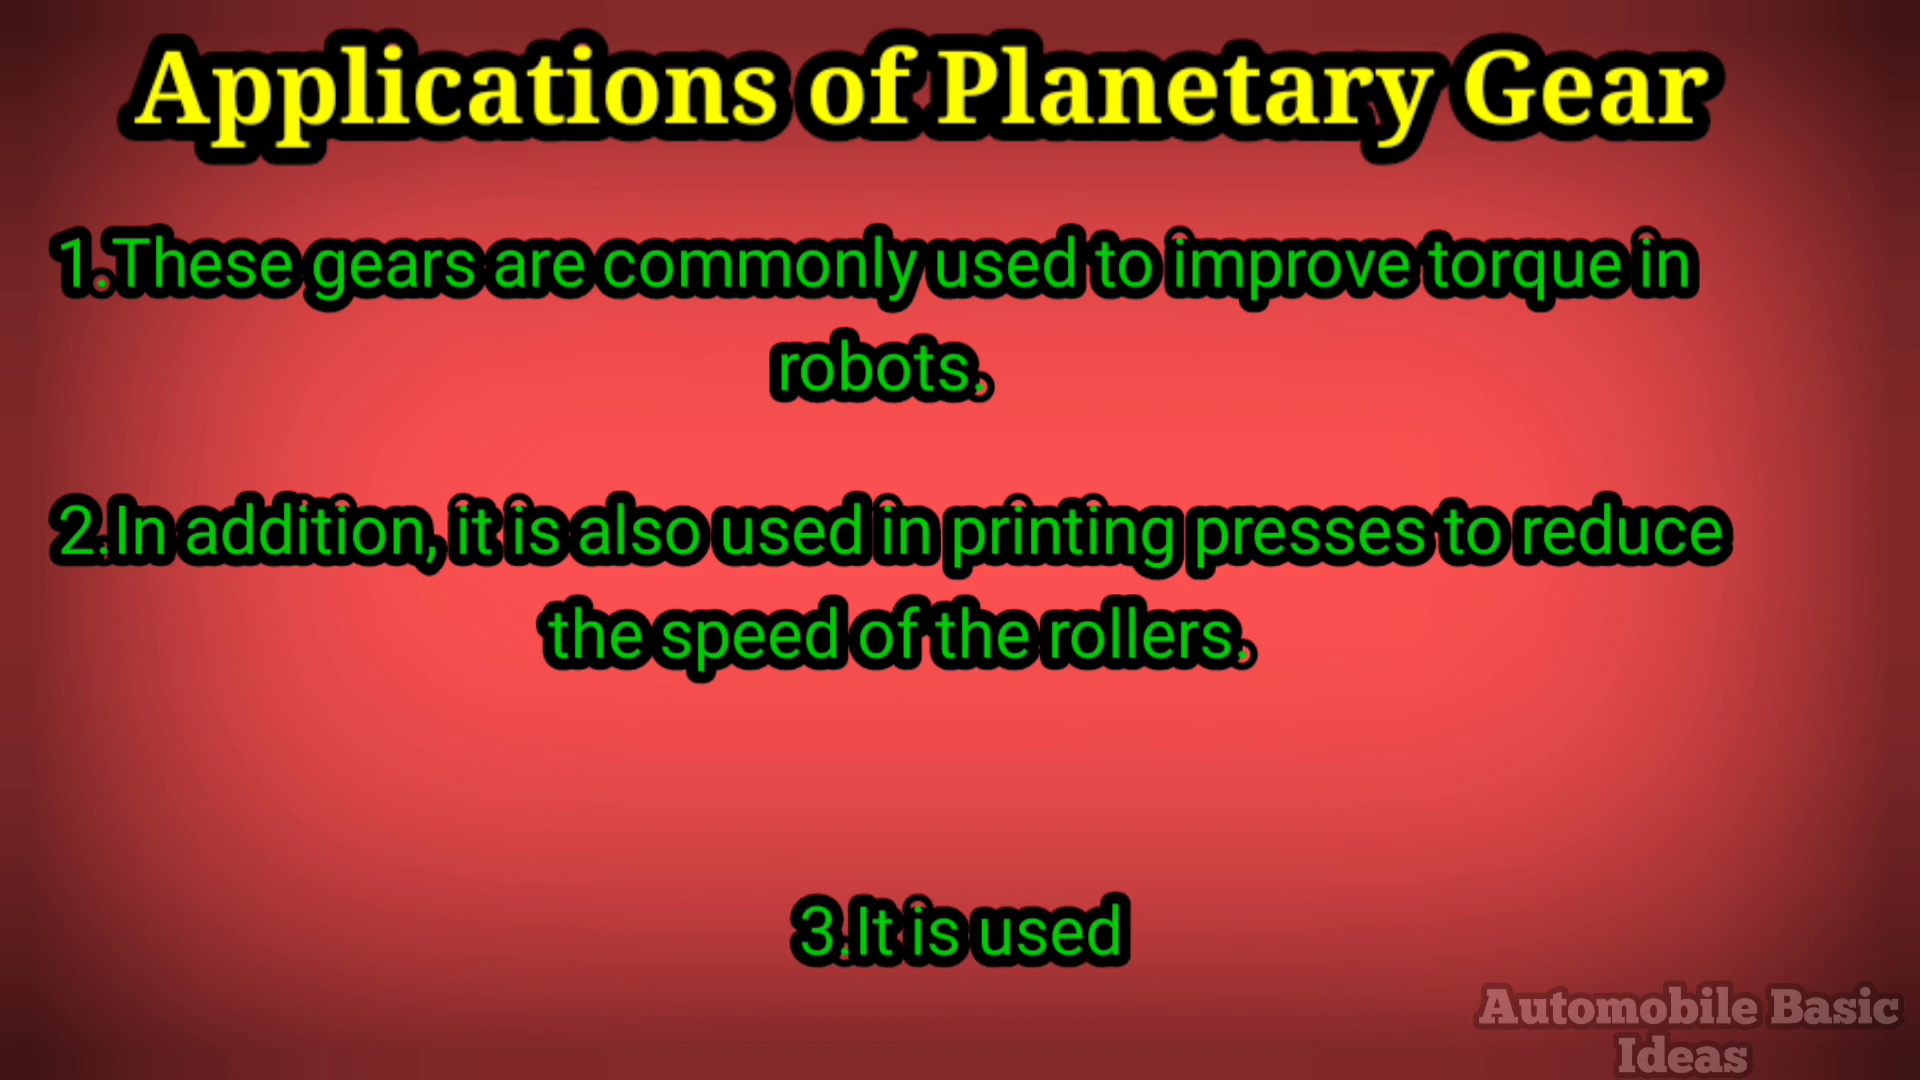 Applications of Planetary Gear
1.These gears are commonly used to improve torque in
robots.
2.In addition, it is also used in printing presses to reduce
the speed of the rollers.
3.It is used
Automobile Basic
Ideas